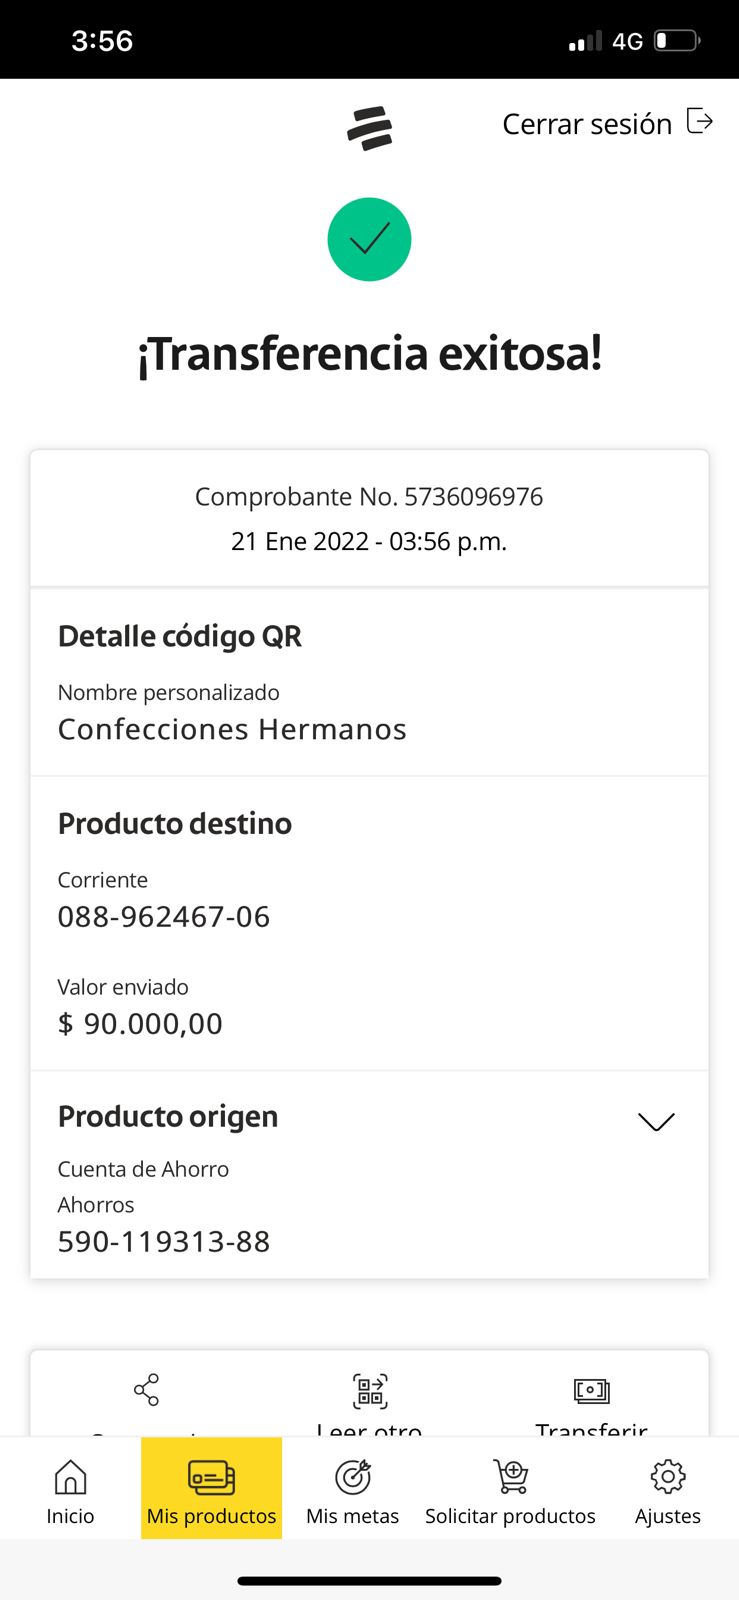 3:56
4G
Cerrar sesión
¡Transferencia exitosa!
Comprobante No. 5736096976
21 Ene 2022 - 03:56 p.m.
Detalle código QR
Nombre personalizado
Confecciones Hermanos
Producto destino
Corriente
088-962467-06
Valor enviado
$ 90.000,00
Producto origen
Cuenta de Ahorro
Ahorros
590-119313-88
Leer otro
Transferir
Inicio
Mis productos
Mis metas
Solicitar productos
Ajustes